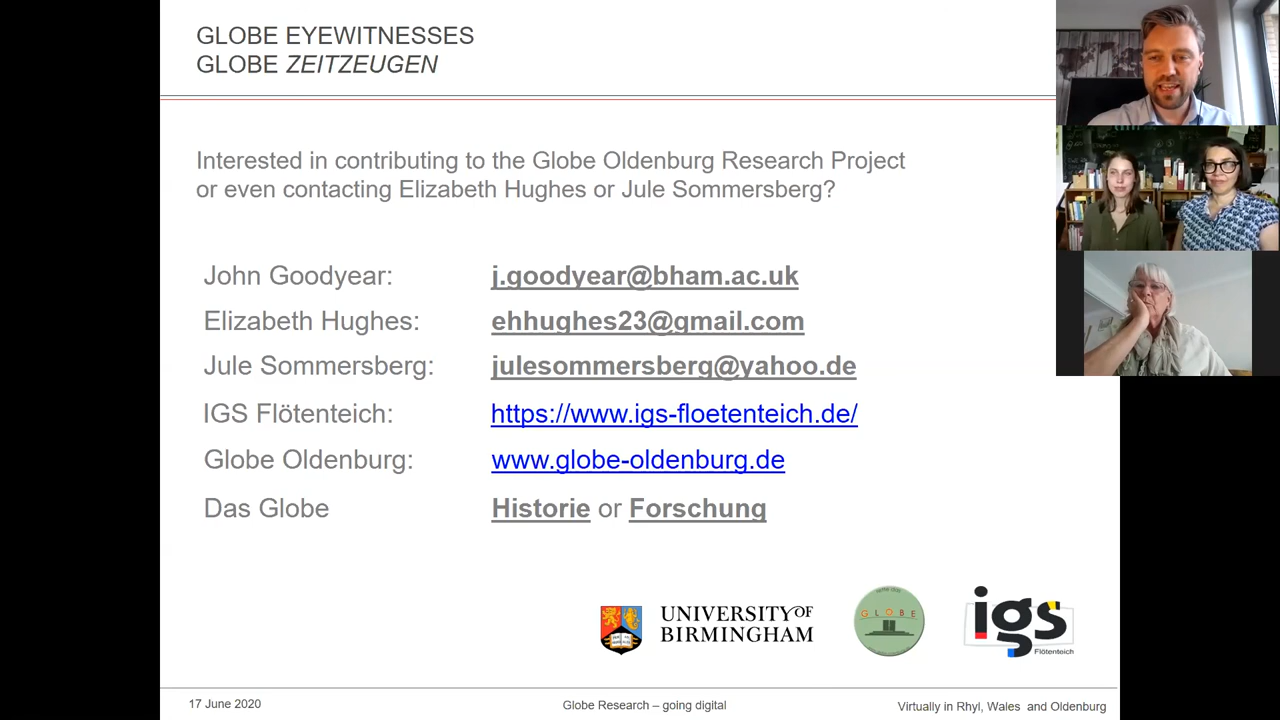 GLOBE EYEWITNESSES
GLOBE ZEITZEUGEN
Interested in contributing to the Globe Oldenburg Research Project
or even contacting Elizabeth Hughes or Jule Sommersberg?
John Goodyear: j.goodyear@bham.ac.uk
Elizabeth Hughes: ehhughes23@gmail.com
Jule Sommersberg: julesommersberg@yahoo.de
IGS Flötenteich: https://www.igs-floetenteich.de/
Globe Oldenburg: www.globe-oldenburg.de
Das Globe Historie or Forschung
UNIVERSITY OF
BIRMINGHAM
GLOBE
igs
Flötenteich
17 June 2020 Globe Research – going digital Virtually in Rhyl, Wales and Oldenburg